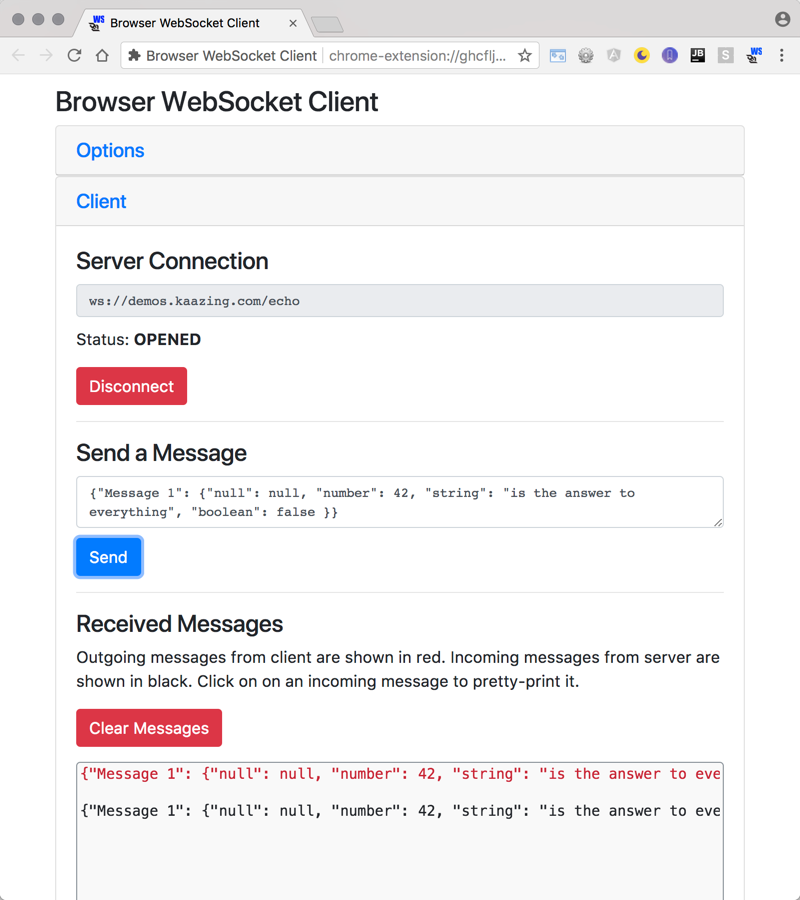 Browser WebSocket Client
Browser WebSocket Client chrome-extension://ghcflj...
JB
S
WS
Browser WebSocket Client
Options
Client
Server Connection
ws://demos.kaazing.com/echo
Status: OPENED
Disconnect
Send a Message
{"Message 1": {"null": null, "number": 42, "string": "is the answer to
everything", "boolean": false }}
Send
Received Messages
Outgoing messages from client are shown in red. Incoming messages from server are
shown in black. Click on on an incoming message to pretty-print it.
Clear Messages
{"Message 1": {"null": null, "number": 42, "string": "is the answer to eve
{"Message 1": {"null": null, "number": 42, "string": "is the answer to eve